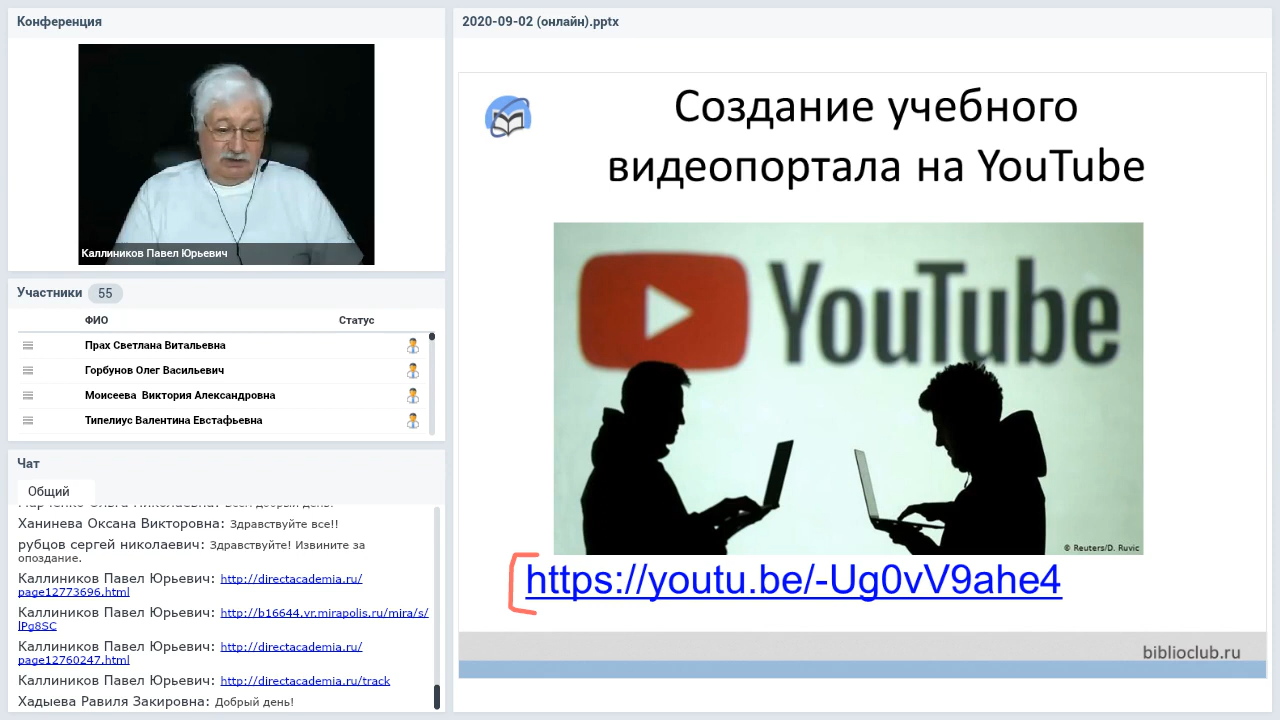 Конференция
Каллиников Павел Юрьевич
Участники 55
ФИО Статус
Прах Светлана Витальевна
Горбунов Олег Васильевич
Моисеева Виктория Александровна
Типелиус Валентина Евстафьевна
Чат
Общий
Ханинева Оксана Викторовна: Здравствуйте все!!
рубцов сергей николаевич: Здравствуйте! Извините за
опоздание.
Каллиников Павел Юрьевич: http://directacademia.ru/
page12773696.html
Каллиников Павел Юрьевич: http://b16644.vr.mirapolis.ru/mira/s/
lPg8SC
Каллиников Павел Юрьевич: http://directacademia.ru/
page12760247.html
Каллиников Павел Юрьевич: http://directacademia.ru/track
Хадыева Равиля Закировна: Добрый день!
2020-09-02 (онлайн).pptx
Создание учебного
видеопортала на YouTube
YouTube
© Reuters/D. Ruvic
https://youtu.be/-Ug0vV9ahe4
biblioclub.ru